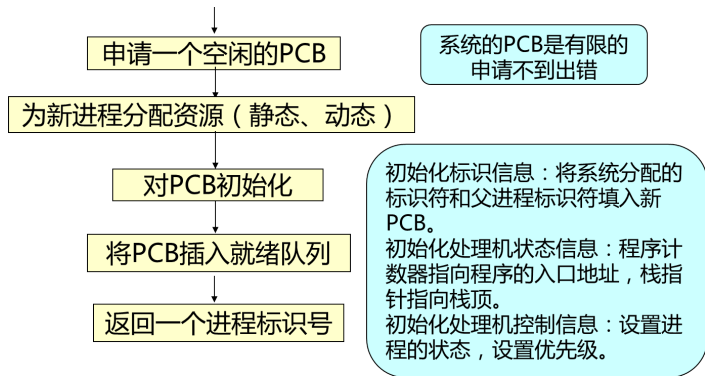 申请一个空闲的PCB
为新进程分配资源（静态、动态）
对PCB初始化
将PCB插入就绪队列
返回一个进程标识号
系统的PCB是有限的
申请不到出错
初始化标识信息：将系统分配的
标识符和父进程标识符填入新
PCB。
初始化处理机状态信息：程序计
数器指向程序的入口地址，栈指
针指向栈顶。
初始化处理机控制信息：设置进
程的状态，设置优先级。